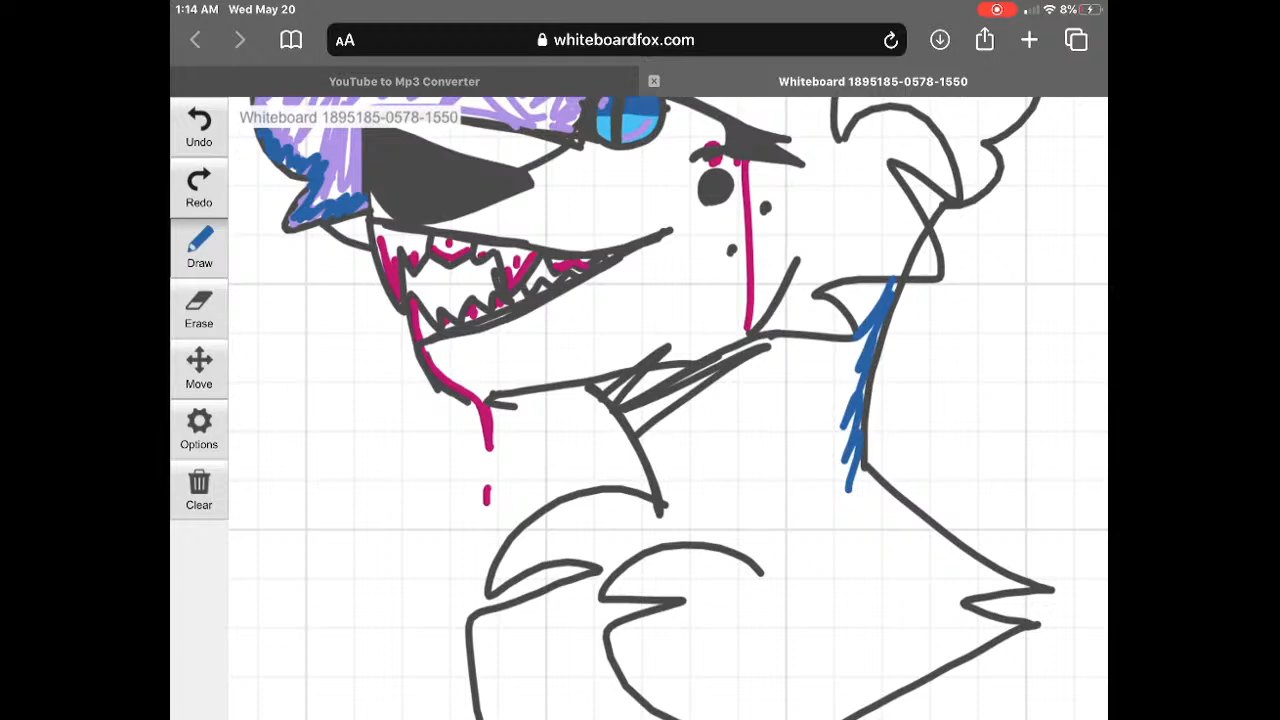 1:14 AM Wed May 20
8%
AA
whiteboardfox.com
YouTube to Mp3 Converter
Whiteboard 1895185-0578-1550
Whiteboard 1895185-0578-1550
Undo
Redo
Draw
Erase
Move
Options
Clear